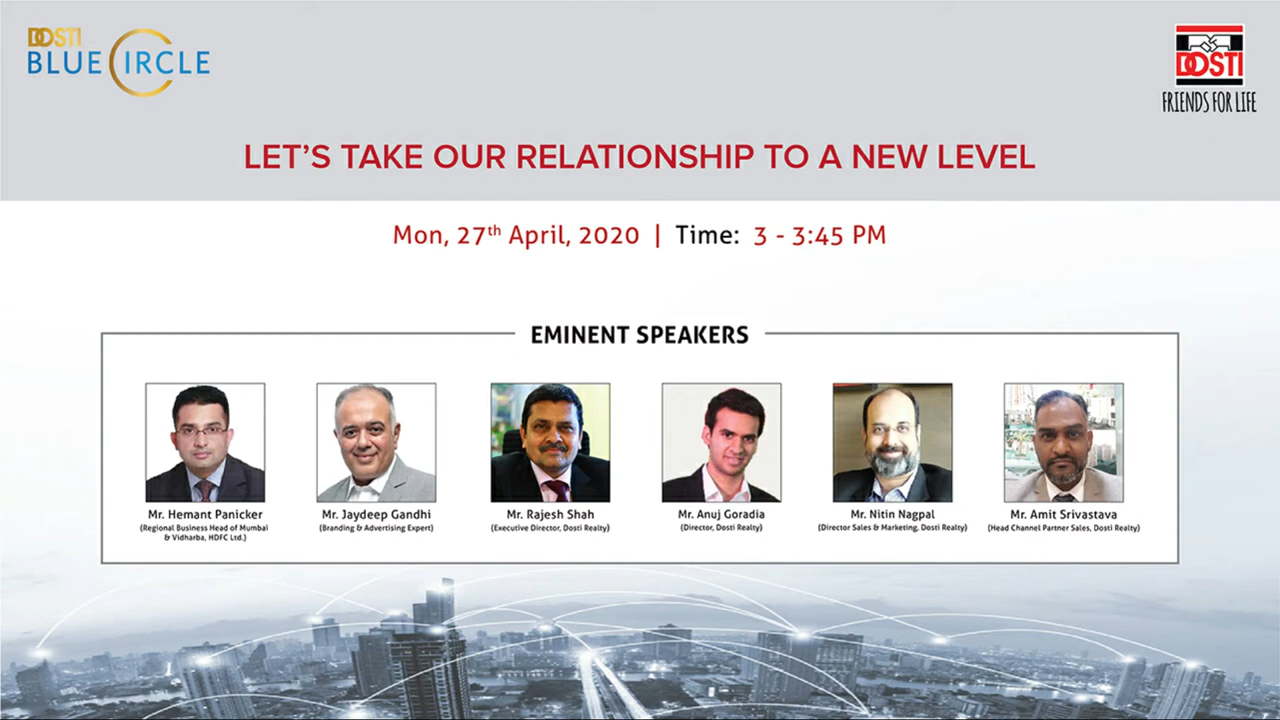 DOSTI
BLUE CIRCLE
DOSTI
FRIENDS FOR LIFE
LET'S TAKE OUR RELATIONSHIP TO A NEW LEVEL
Mon, 27th April, 2020 | Time: 3 - 3:45 PM
EMINENT SPEAKERS
Mr. Hemant Panicker
(Regional Business Head of Mumbai
& Vidharba, HDFC Ltd.)
Mr. Jaydeep Gandhi
(Branding & Advertising Expert)
Mr. Rajesh Shah
(Executive Director, Dosti Realty)
Mr. Anuj Goradia
(Director, Dosti Realty)
Mr. Nitin Nagpal
(Director Sales & Marketing, Dosti Realty)
Mr. Amit Srivastava
(Head Channel Partner Sales, Dosti Realty)